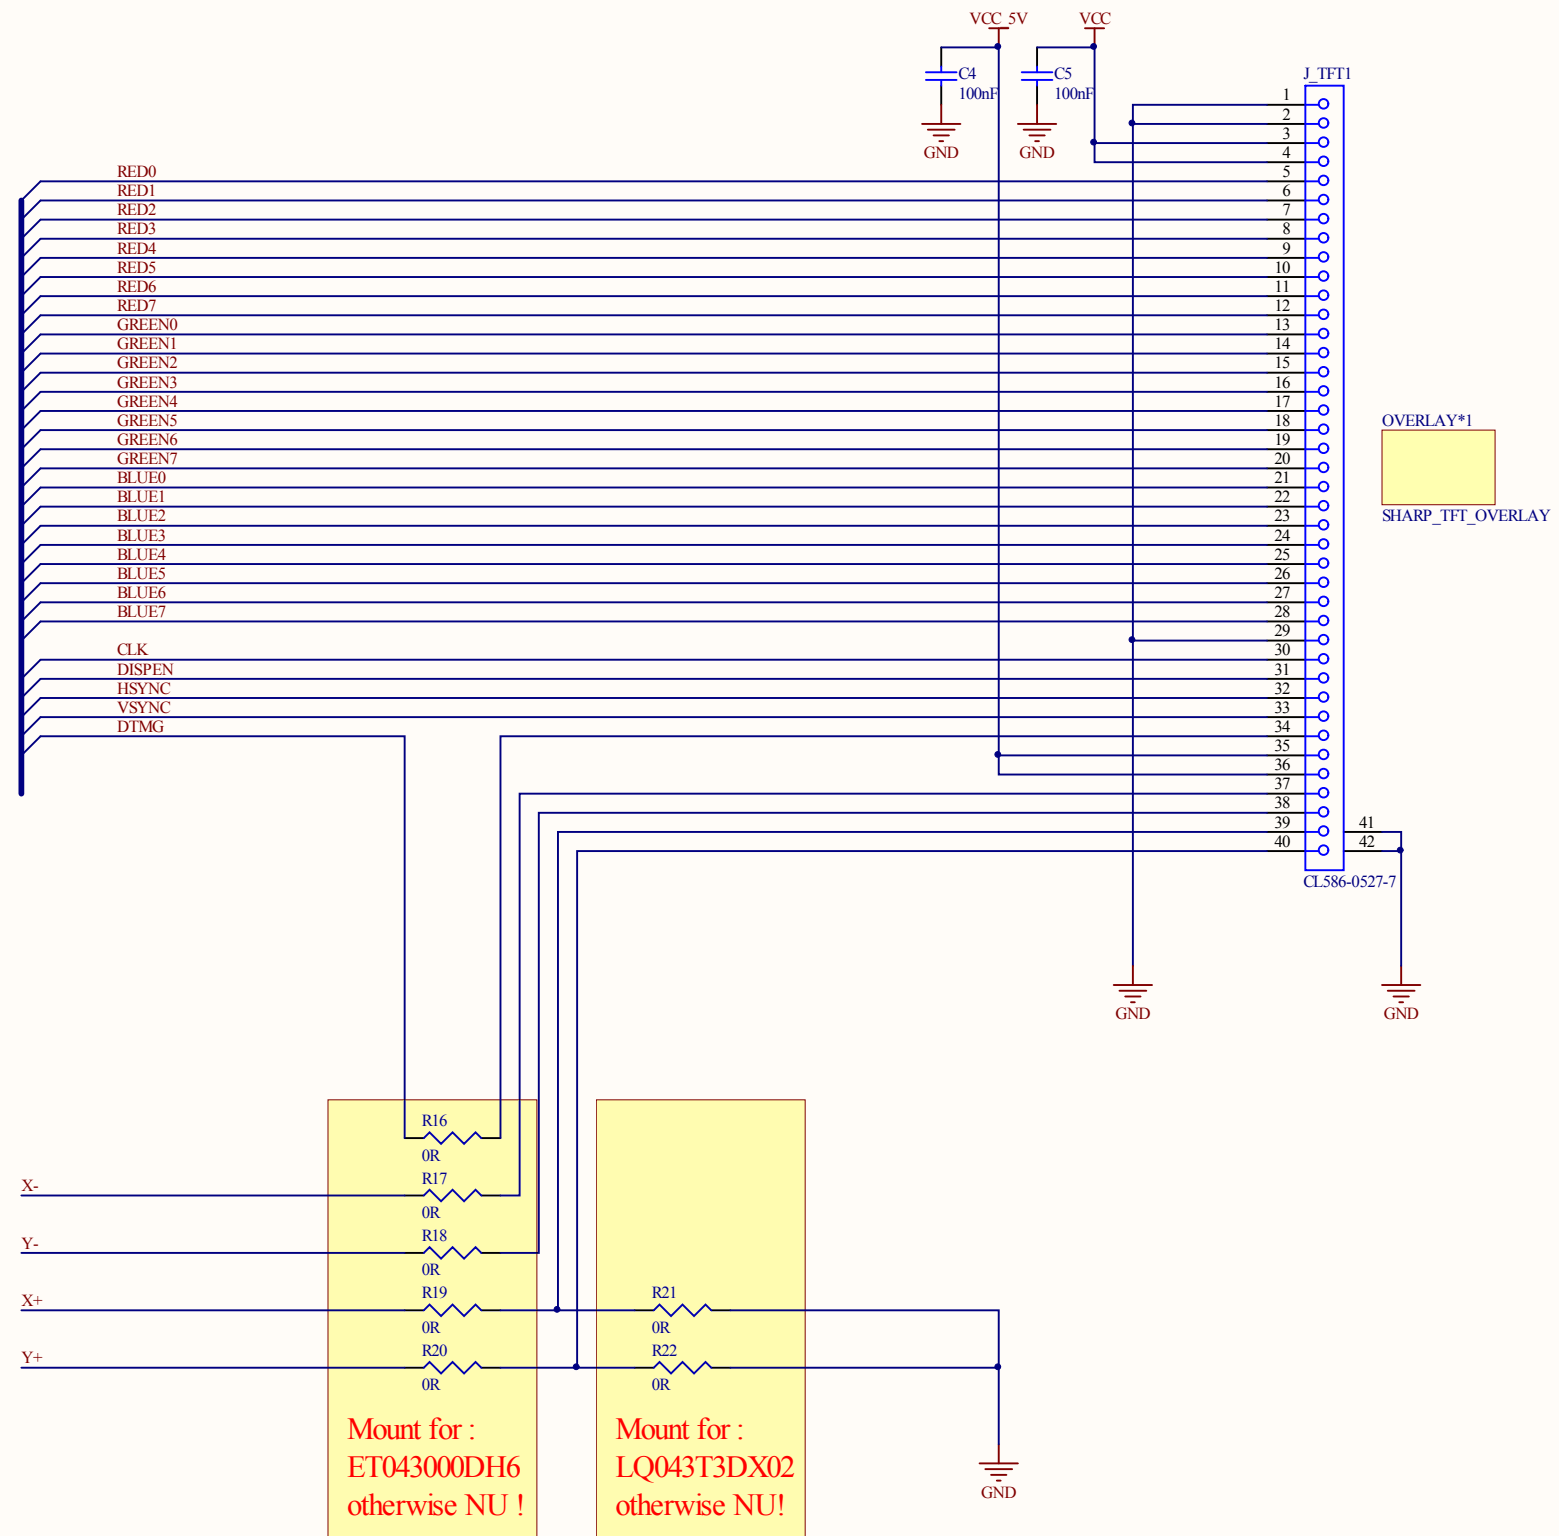 VCC_5V
VCC
C4
100nF
GND
C5
100nF
GND
J_TFT1
1
2
3
4
5
6
7
8
9
10
11
12
13
14
15
16
17
18
19
20
21
22
23
24
25
26
27
28
29
30
31
32
33
34
35
36
37
38
39
40
41
42
CL586-0527-7
RED0
RED1
RED2
RED3
RED4
RED5
RED6
RED7
GREEN0
GREEN1
GREEN2
GREEN3
GREEN4
GREEN5
GREEN6
GREEN7
BLUE0
BLUE1
BLUE2
BLUE3
BLUE4
BLUE5
BLUE6
BLUE7
CLK
DISPEN
HSYNC
VSYNC
DTMG
OVERLAY*1
SHARP_TFT_OVERLAY
GND
GND
R16
0R
X-
R17
0R
Y-
R18
0R
X+
R19
0R
R21
0R
Y+
R20
0R
R22
0R
Mount for :
ET043000DH6
otherwise NU !
Mount for :
LQ043T3DX02
otherwise NU!
GND